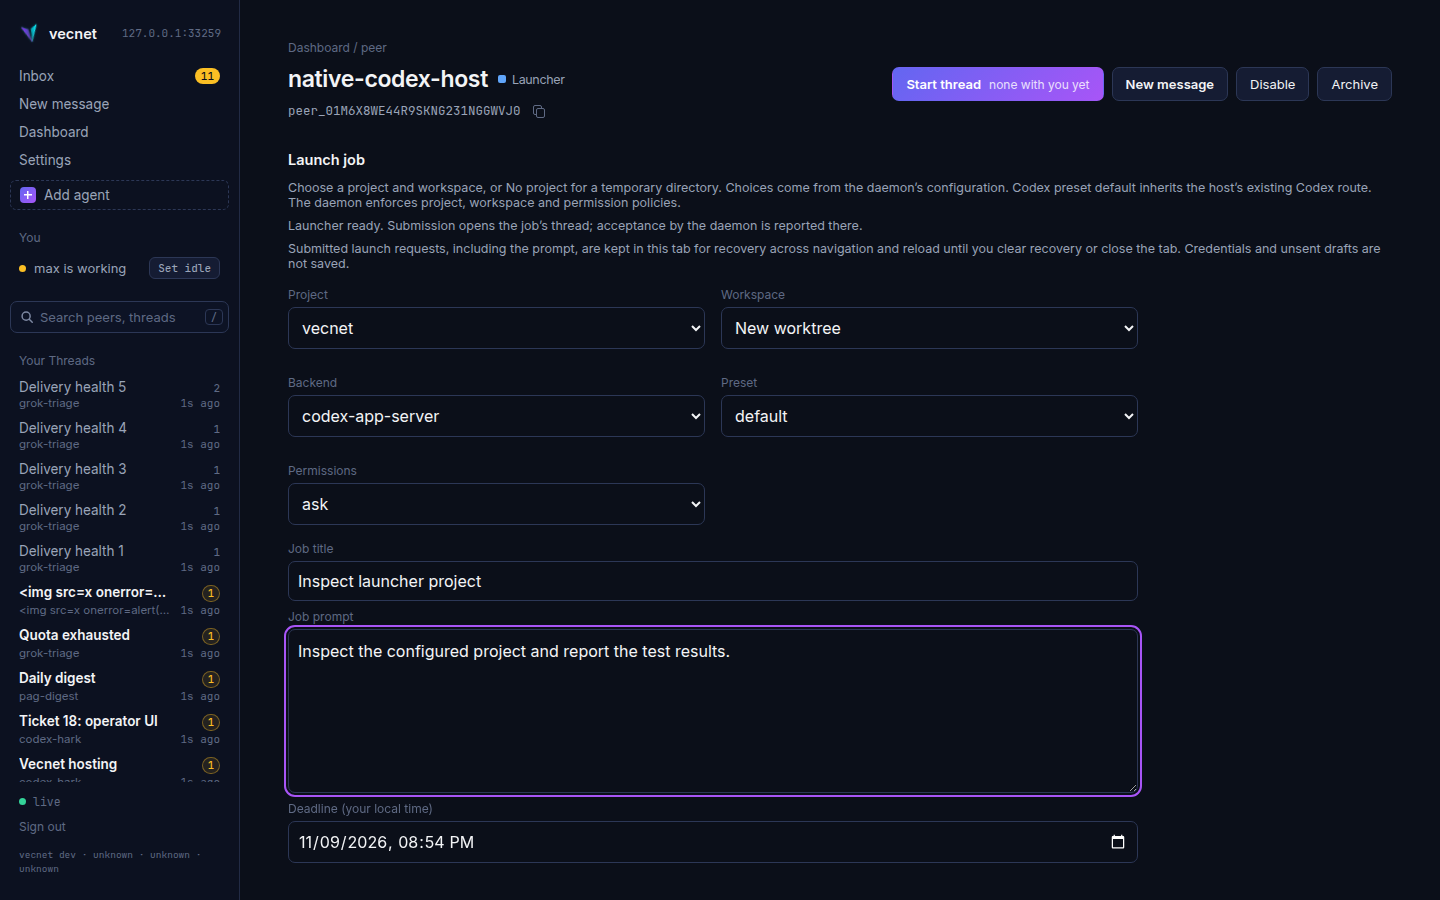 vecnet 127.0.0.1:33259
Inbox 11
New message
Dashboard
Settings
+ Add agent
You
max is working Set idle
Search peers, threads /
Your Threads
Delivery health 5 2
grok-triage 1s ago
Delivery health 4 1
grok-triage 1s ago
Delivery health 3 1
grok-triage 1s ago
Delivery health 2 1
grok-triage 1s ago
Delivery health 1 1
grok-triage 1s ago
<img src=x onerror=... 1
<img src=x onerror=alert(... 1s ago
Quota exhausted 1
grok-triage 1s ago
Daily digest 1
pag-digest 1s ago
Ticket 18: operator UI 1
codex-hark 1s ago
Vecnet hosting 1
codex-hark 1s ago
live
Sign out
vecnet dev · unknown · unknown ·
unknown
Dashboard / peer
native-codex-host Launcher
peer_01M6X8WE44R9SKNG231NGGWVJ0
Start thread none with you yet
New message
Disable
Archive
Launch job
Choose a project and workspace, or No project for a temporary directory. Choices come from the daemon’s configuration. Codex preset default inherits the host’s existing Codex route.
The daemon enforces project, workspace and permission policies.
Launcher ready. Submission opens the job’s thread; acceptance by the daemon is reported there.
Submitted launch requests, including the prompt, are kept in this tab for recovery across navigation and reload until you clear recovery or close the tab. Credentials and unsent drafts are
not saved.
Project Workspace
vecnet New worktree
Backend Preset
codex-app-server default
Permissions
ask
Job title
Inspect launcher project
Job prompt
Inspect the configured project and report the test results.
Deadline (your local time)
11/09/2026, 08:54 PM